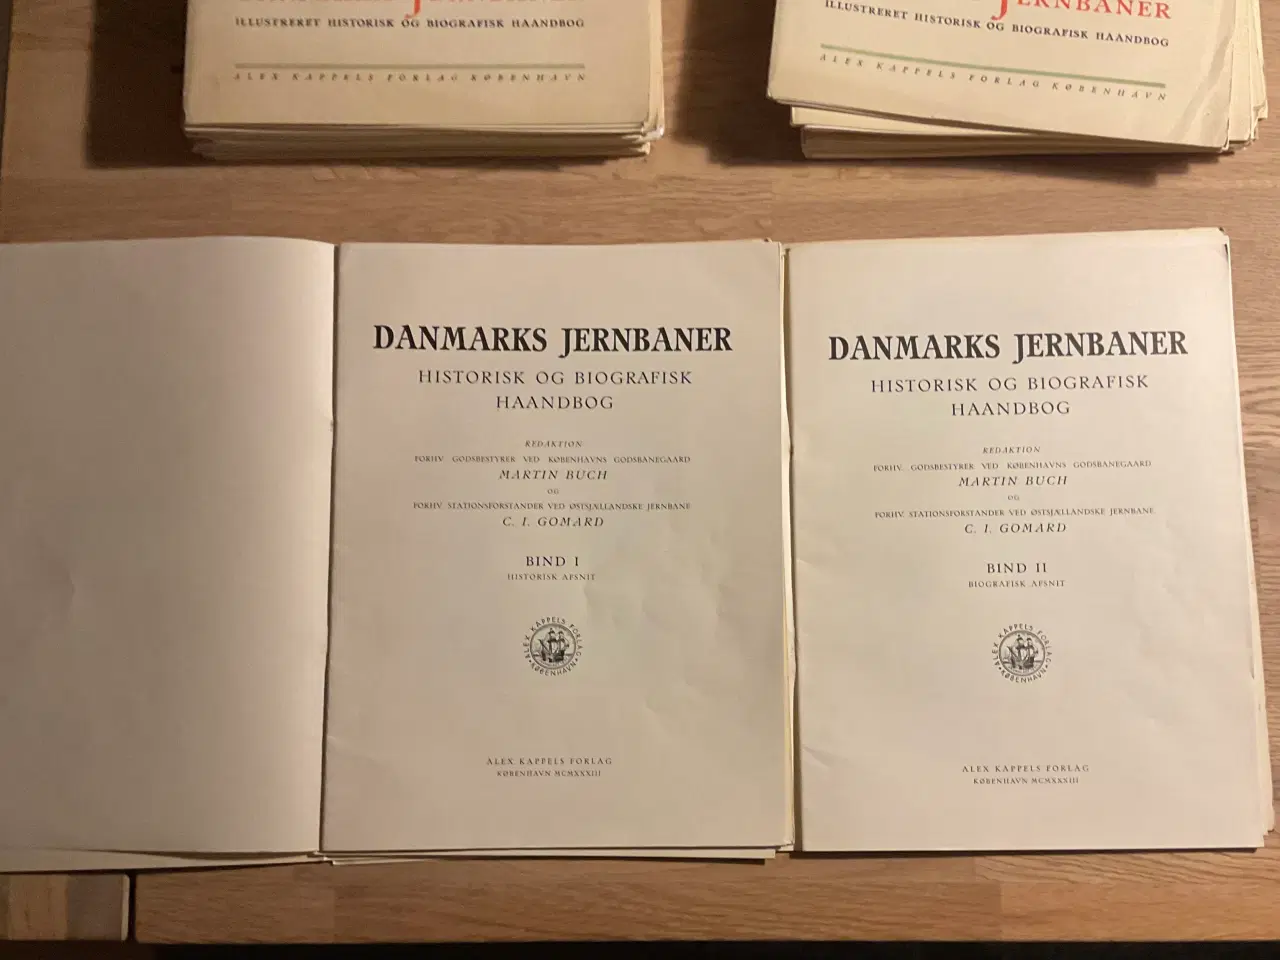 JERNBANER
ILLUSTRERET HISTORISK OG BIOGRAFISK HAANDBOG
ALEX KAPPELS FORLAG KØBENHAVN
JERNBANER
ILLUSTRERET HISTORISK OG BIOGRAFISK HAANDBOG
ALEX KAPPELS FORLAG KØBENHAVN
DANMARKS JERNBANER
HISTORISK OG BIOGRAFISK
HAANDBOG
REDAKTION
FORHV. GODSBESTYRER VED KØBENHAVNS GODSBANEGAARD
MARTIN BUCH
OG
FORHV. STATIONSFORSTANDER VED ØSTSJÆLLANDSKE JERNBANE
C. I. GOMARD
BIND I
HISTORISK AFSNIT
ALEX KAPPELS FORLAG
KØBENHAVN
ALEX KAPPELS FORLAG
KØBENHAVN MCMXXXIII
DANMARKS JERNBANER
HISTORISK OG BIOGRAFISK
HAANDBOG
REDAKTION
FORHV. GODSBESTYRER VED KØBENHAVNS GODSBANEGAARD
MARTIN BUCH
OG
FORHV. STATIONSFORSTANDER VED ØSTSJÆLLANDSKE JERNBANE
C. I. GOMARD
BIND II
BIOGRAFISK AFSNIT
ALEX KAPPELS FORLAG
KØBENHAVN
ALEX KAPPELS FORLAG
KØBENHAVN MCMXXXIII